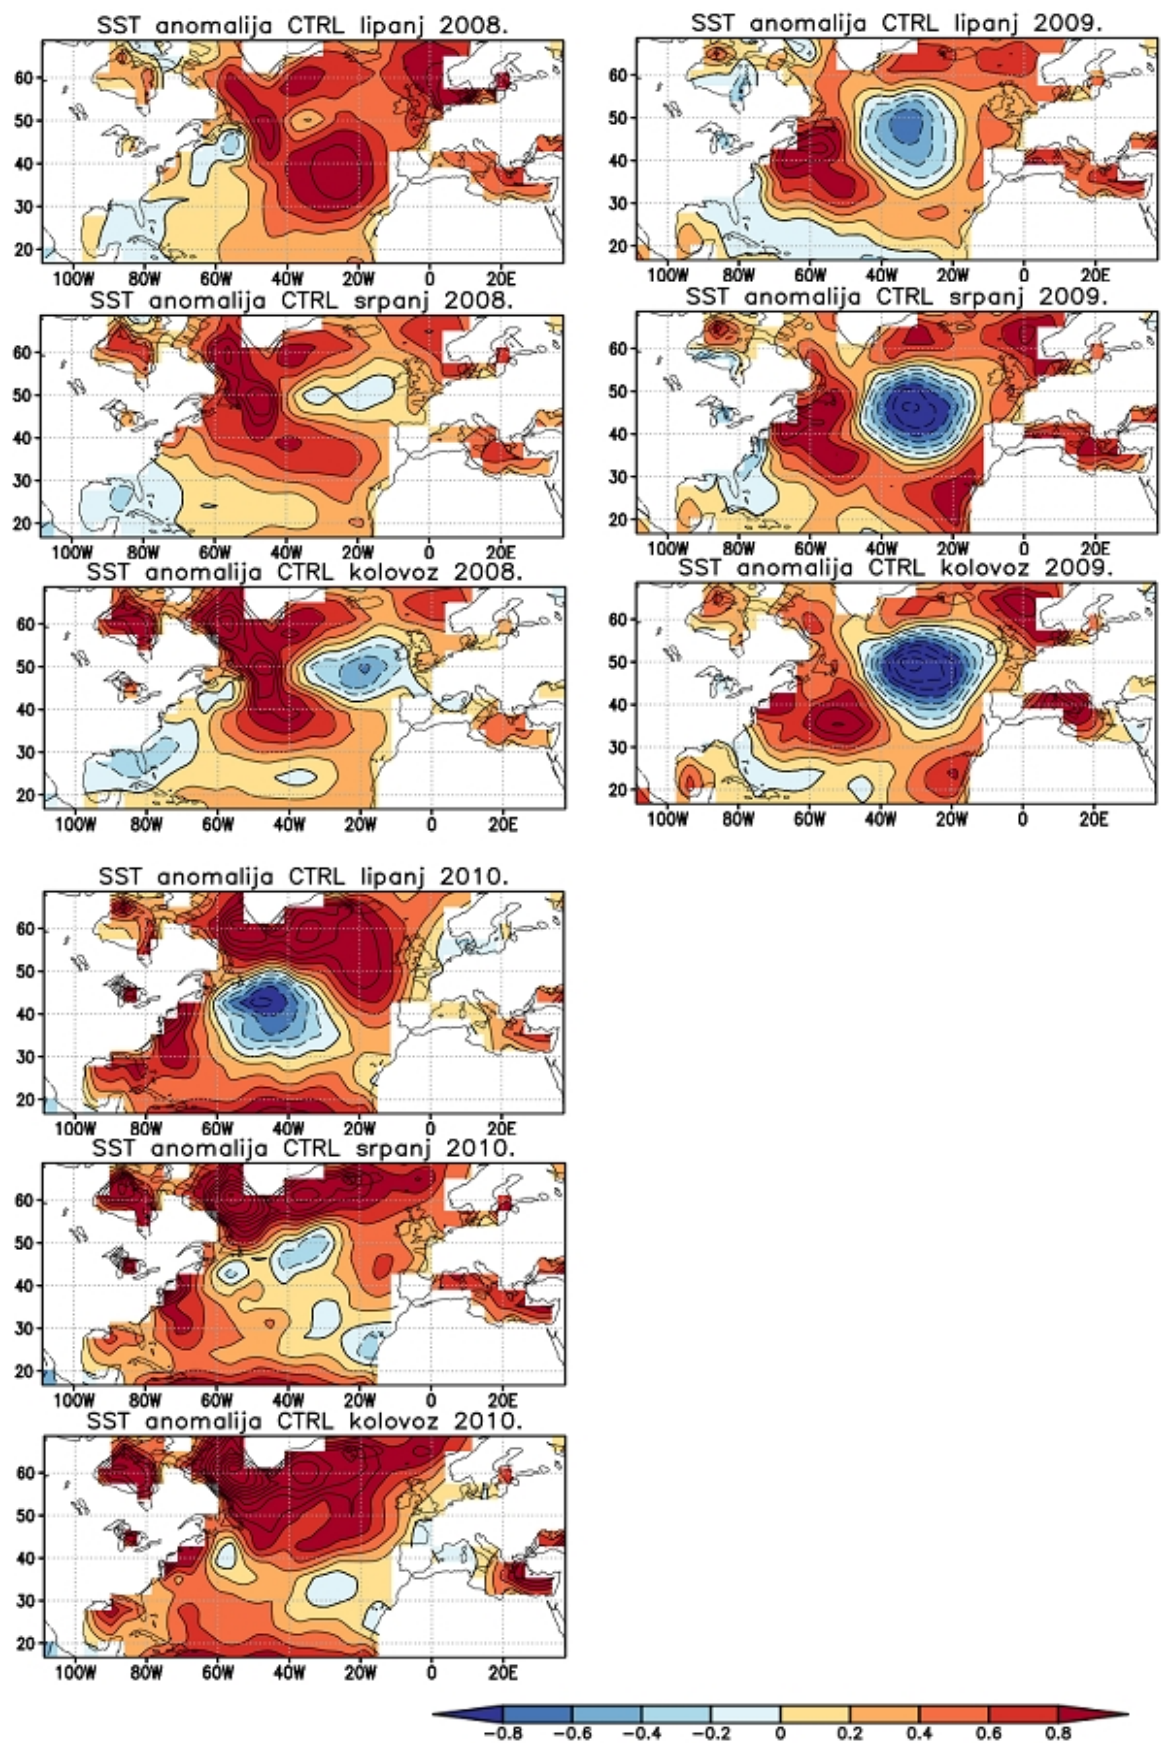 SST anomalija CTRL lipanj 2008.
60
50
40
30
20
100W 80W 60W 40W 20W 0 20E
SST anomalija CTRL srpanj 2008.
60
50
40
30
20
100W 80W 60W 40W 20W 0 20E
SST anomalija CTRL kolovoz 2008.
60
50
40
30
20
100W 80W 60W 40W 20W 0 20E
SST anomalija CTRL lipanj 2009.
60
50
40
30
20
100W 80W 60W 40W 20W 0 20E
SST anomalija CTRL srpanj 2009.
60
50
40
30
20
100W 80W 60W 40W 20W 0 20E
SST anomalija CTRL kolovoz 2009.
60
50
40
30
20
100W 80W 60W 40W 20W 0 20E
SST anomalija CTRL lipanj 2010.
60
50
40
30
20
100W 80W 60W 40W 20W 0 20E
SST anomalija CTRL srpanj 2010.
60
50
40
30
20
100W 80W 60W 40W 20W 0 20E
SST anomalija CTRL kolovoz 2010.
60
50
40
30
20
100W 80W 60W 40W 20W 0 20E
−0.8 −0.6 −0.4 −0.2 0 0.2 0.4 0.6 0.8